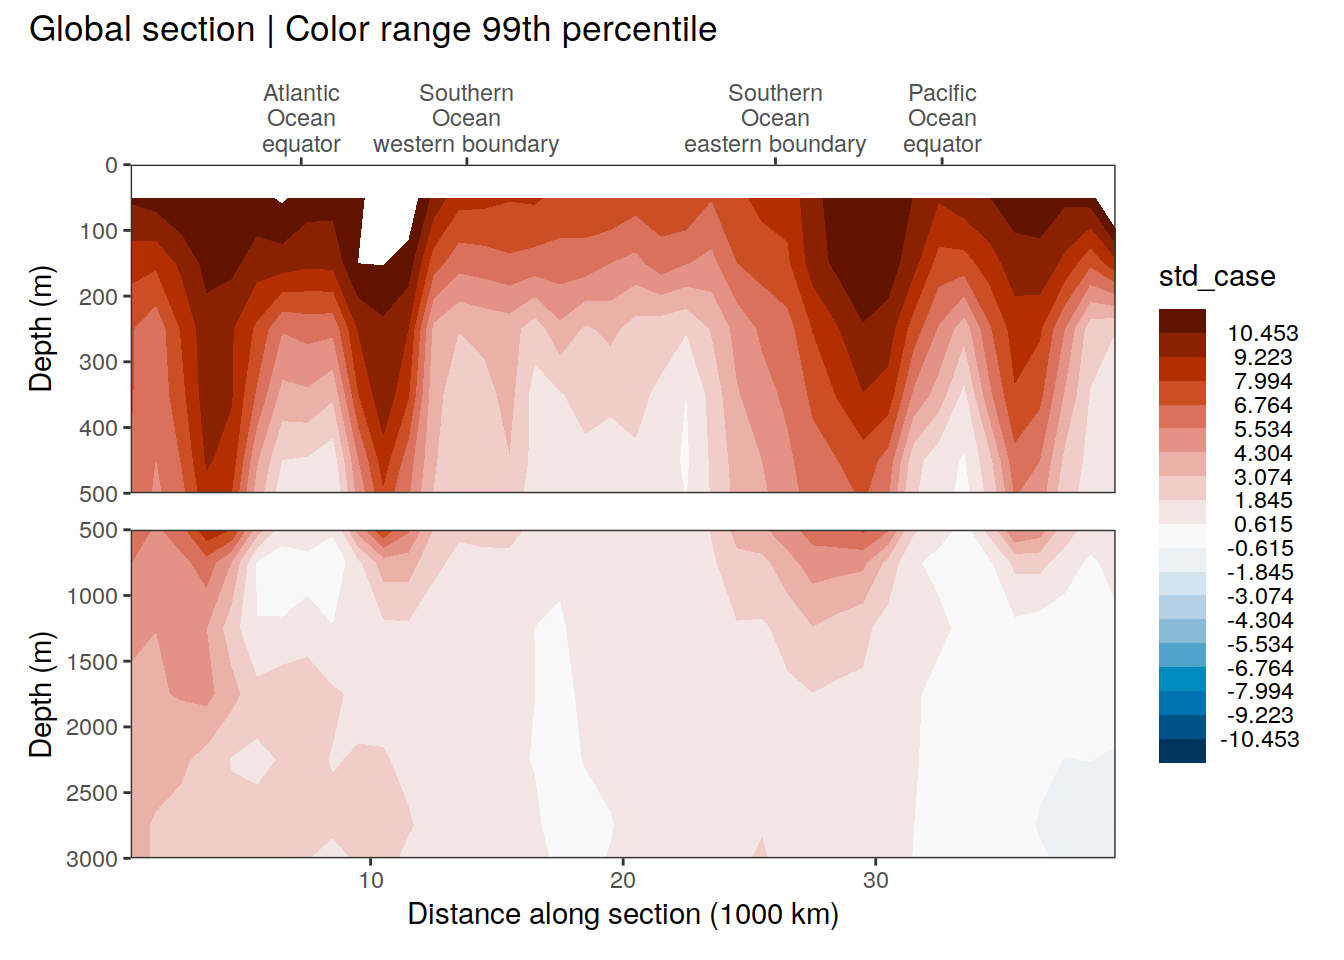 Global section | Color range 99th percentile
Atlantic
Ocean
equator
Southern
Ocean
western boundary
Southern
Ocean
eastern boundary
Pacific
Ocean
equator
Depth (m)
0
100
200
300
400
500
Depth (m)
500
1000
1500
2000
2500
3000
10
20
30
Distance along section (1000 km)
std_case
10.453
9.223
7.994
6.764
5.534
4.304
3.074
1.845
0.615
-0.615
-1.845
-3.074
-4.304
-5.534
-6.764
-7.994
-9.223
-10.453